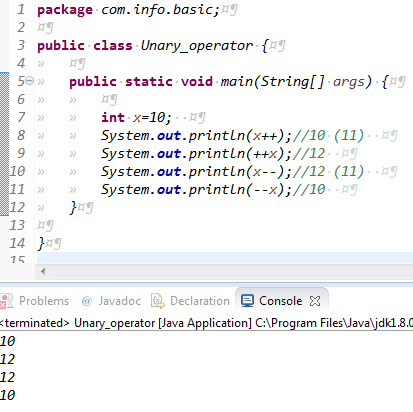 1 package com.info.basic;¤¶
2 ¤¶
3 public class Unary_operator {¤¶
4 » ¤¶
5 » public static void main(String[] args) {¤¶
6 » » ¤¶
7 » » int x=10; ··¤¶
8 » » System.out.println(x++);//10 (11) ··¤¶
9 » » System.out.println(++x);//12 ··¤¶
10 » » System.out.println(x--);//12 (11) ··¤¶
11 » » System.out.println(--x);//10 ··¤¶
12 » }¤¶
13 ¤¶
14 }¤¶
15
Problems @ Javadoc Declaration Console
<terminated> Unary_operator [Java Application] C:\Program Files\Java\jdk1.8.0
10
12
12
10